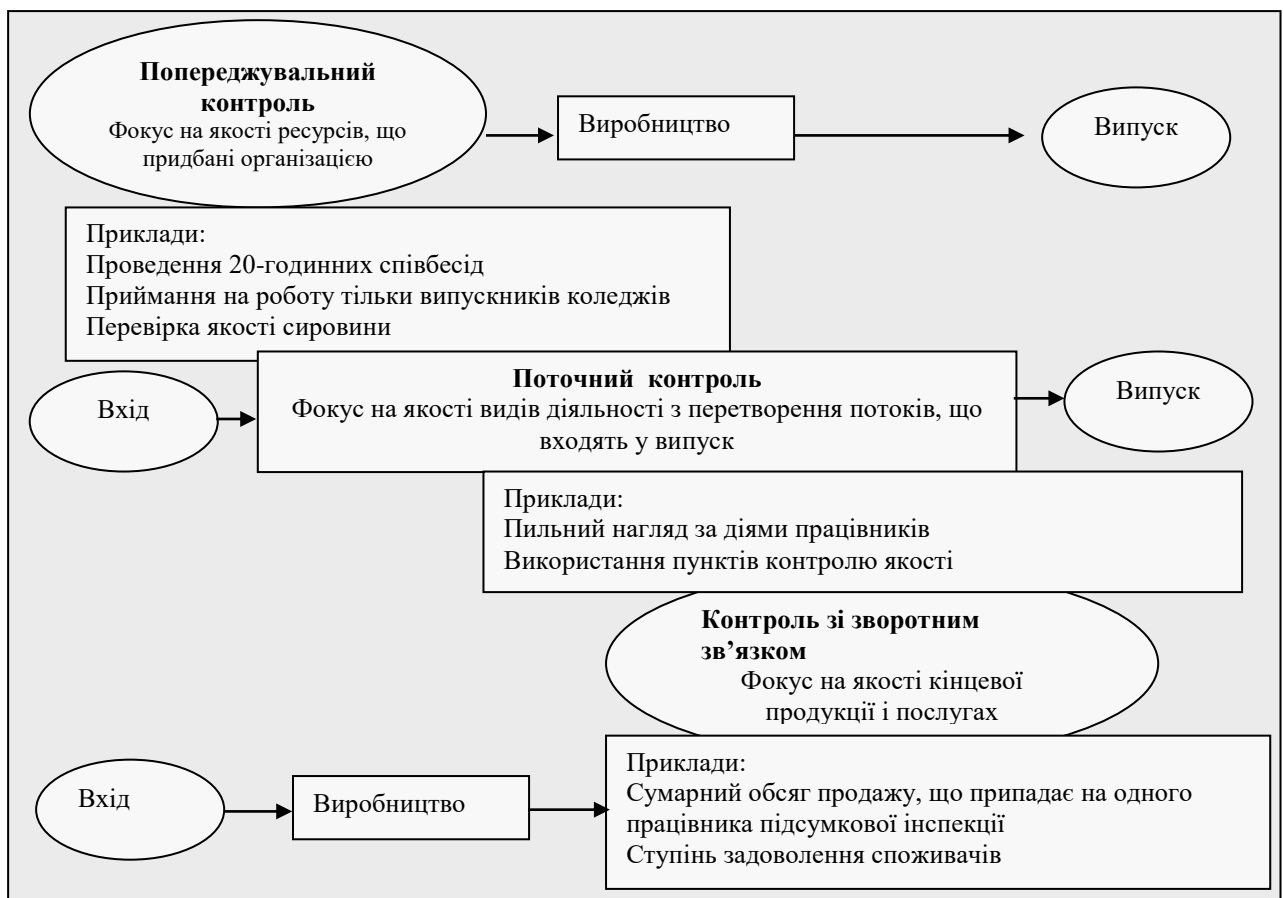 Попереджувальний
контроль
Фокус на якості ресурсів, що
придбані організацією
Виробництво
Випуск
Приклади:
Проведення 20-годинних співбесід
Приймання на роботу тільки випускників коледжів
Перевірка якості сировини
Вхід
Поточний контроль
Фокус на якості видів діяльності з перетворення потоків, що
входять у випуск
Випуск
Приклади:
Пильний нагляд за діями працівників
Використання пунктів контролю якості
Контроль зі зворотним
зв’язком
Фокус на якості кінцевої
продукції і послугах
Вхід
Виробництво
Приклади:
Сумарний обсяг продажу, що припадає на одного
працівника підсумкової інспекції
Ступінь задоволення споживачів